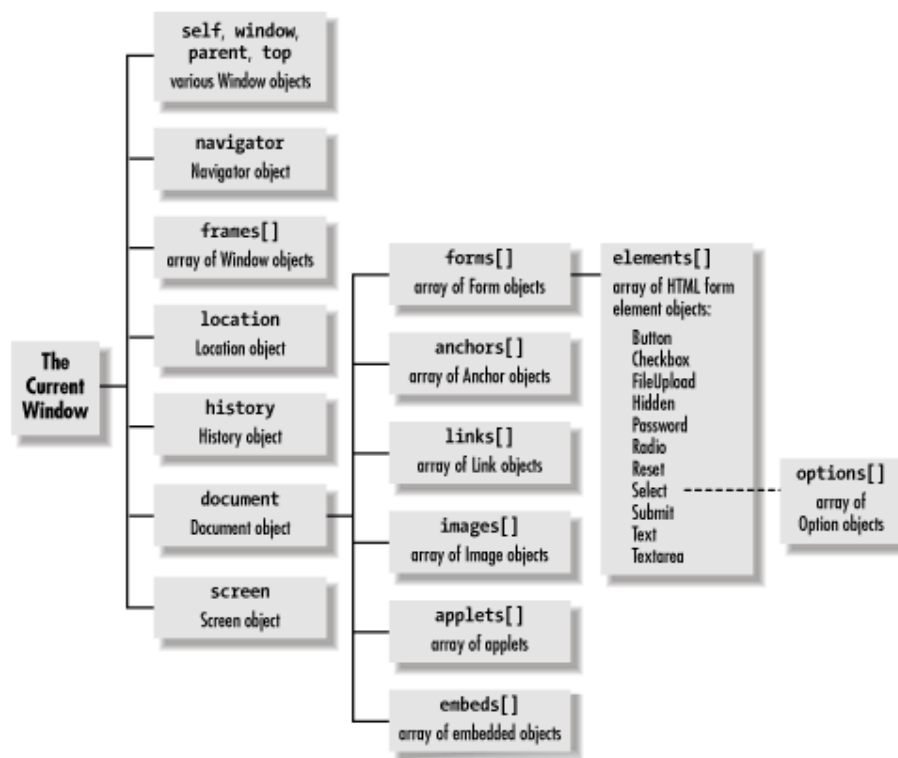 self, window,
parent, top
various Window objects
navigator
Navigator object
frames[]
array of Window objects
location
Location object
The
Current
Window
history
History object
document
Document object
screen
Screen object
forms[]
array of Form objects
anchors[]
array of Anchor objects
links[]
array of Link objects
images[]
array of Image objects
applets[]
array of applets
embeds[]
array of embedded objects
elements[]
array of HTML form
element objects:
Button
Checkbox
FileUpload
Hidden
Password
Radio
Reset
Select
Submit
Text
Textarea
options[]
array of
Option objects